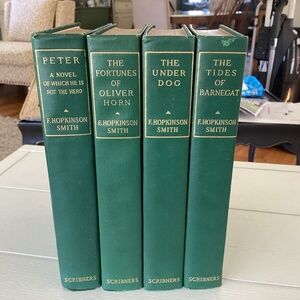 PETER
A NOVEL
OF WHICH HE IS
NOT THE HERO
F. HOPKINSON
SMITH
SCRIBNERS
THE
FORTUNES
OF
OLIVER
HORN
F. HOPKINSON
SMITH
SCRIBNERS
THE
UNDER
DOG
F. HOPKINSON
SMITH
SCRIBNERS
THE
TIDES
OF
BARNEGAT
F. HOPKINSON
SMITH
SCRIBNERS